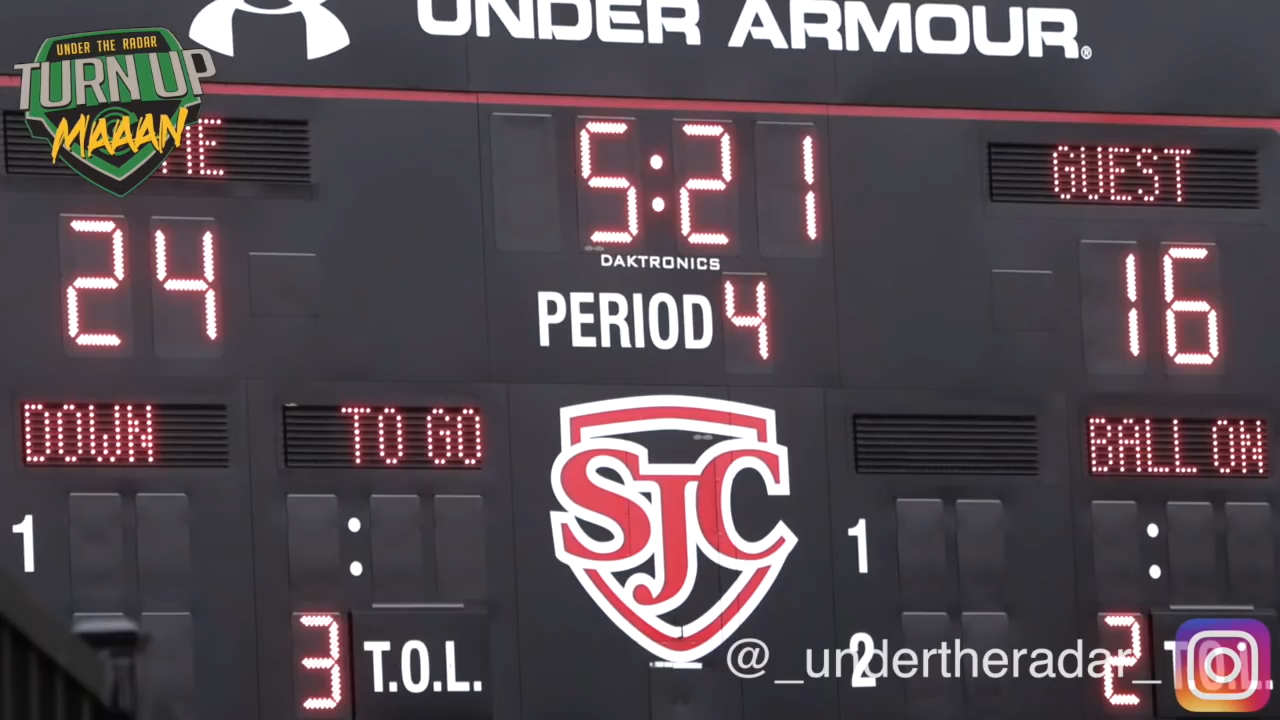 UNDER ARMOUR®
UNDER THE RADAR
TURN UP
MAAAN
5:21
GUEST
24
DAKTRONICS
PERIOD 4
16
DOWN
TO GO
BALL ON
SJC
1
1
3 T.O.L.
2
2 T.O.L.
@_undertheradar_